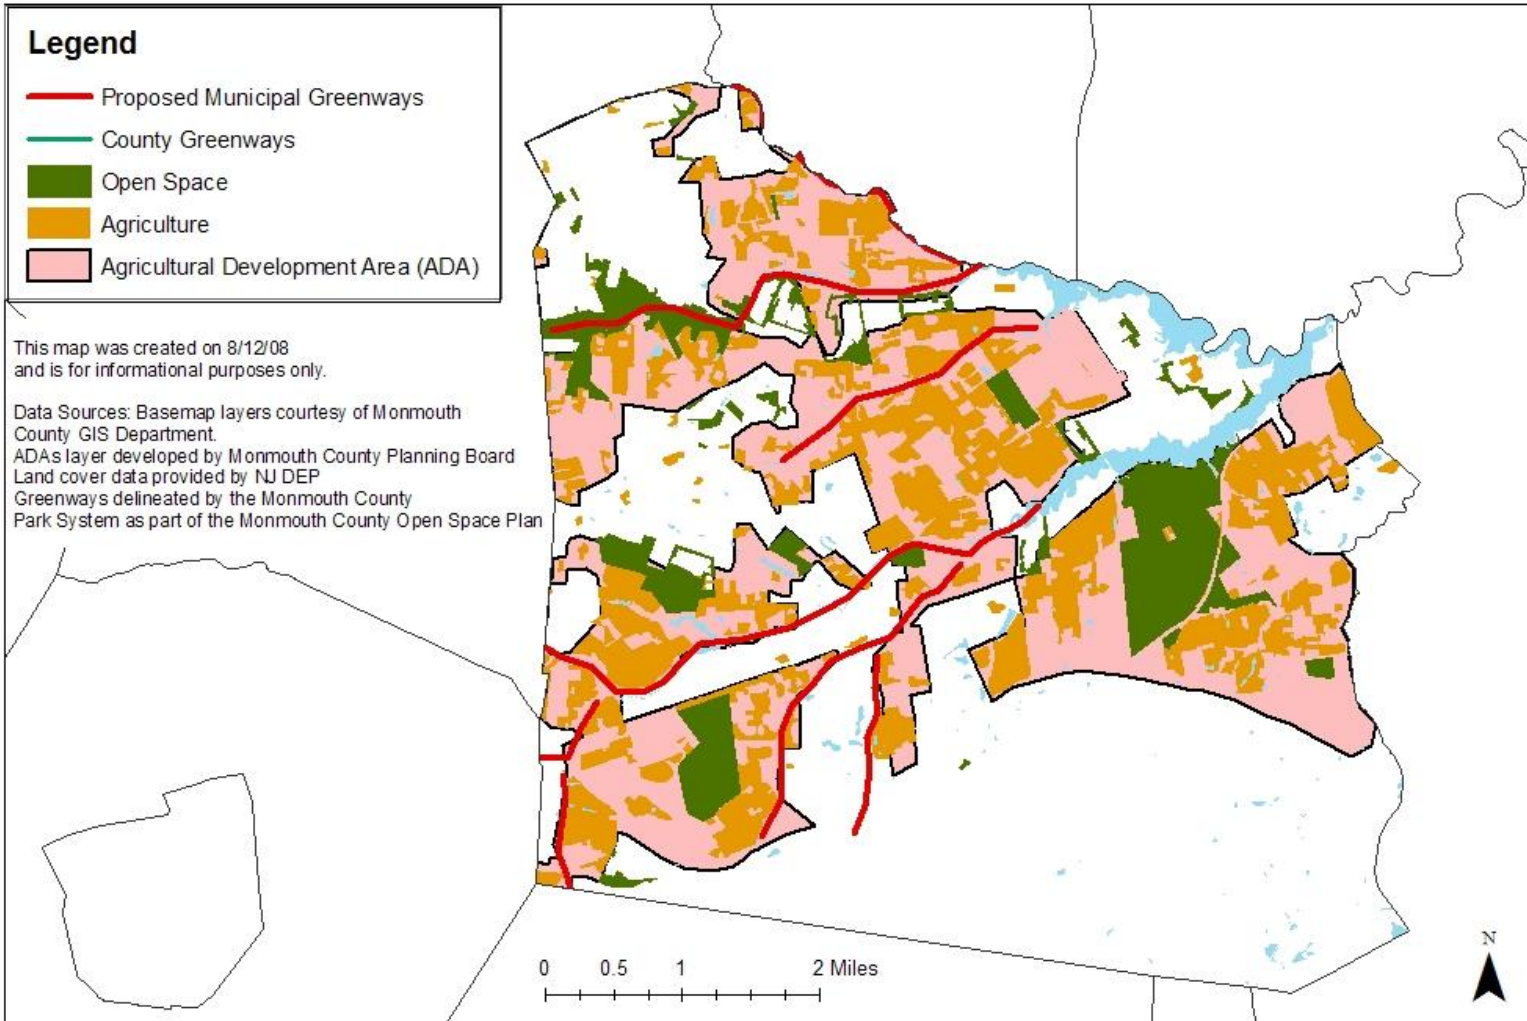 Legend
Proposed Municipal Greenways
County Greenways
Open Space
Agriculture
Agricultural Development Area (ADA)
This map was created on 8/12/08
and is for informational purposes only.
Data Sources: Basemap layers courtesy of Monmouth
County GIS Department.
ADAs layer developed by Monmouth County Planning Board
Land cover data provided by NJ DEP
Greenways delineated by the Monmouth County
Park System as part of the Monmouth County Open Space Plan
0 0.5 1 2 Miles
N